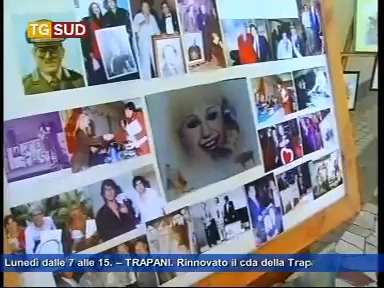 TG SUD
Lunedì dalle 7 alle 15. – TRAPANI. Rinnovato il cda della Trap